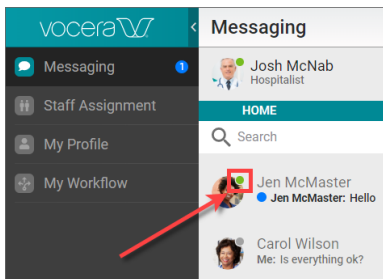 vocera
Messaging 1
Staff Assignment
My Profile
My Workflow
Messaging
Josh McNab
Hospitalist
HOME
Search
Jen McMaster
Jen McMaster: Hello
Carol Wilson
Me: Is everything ok?